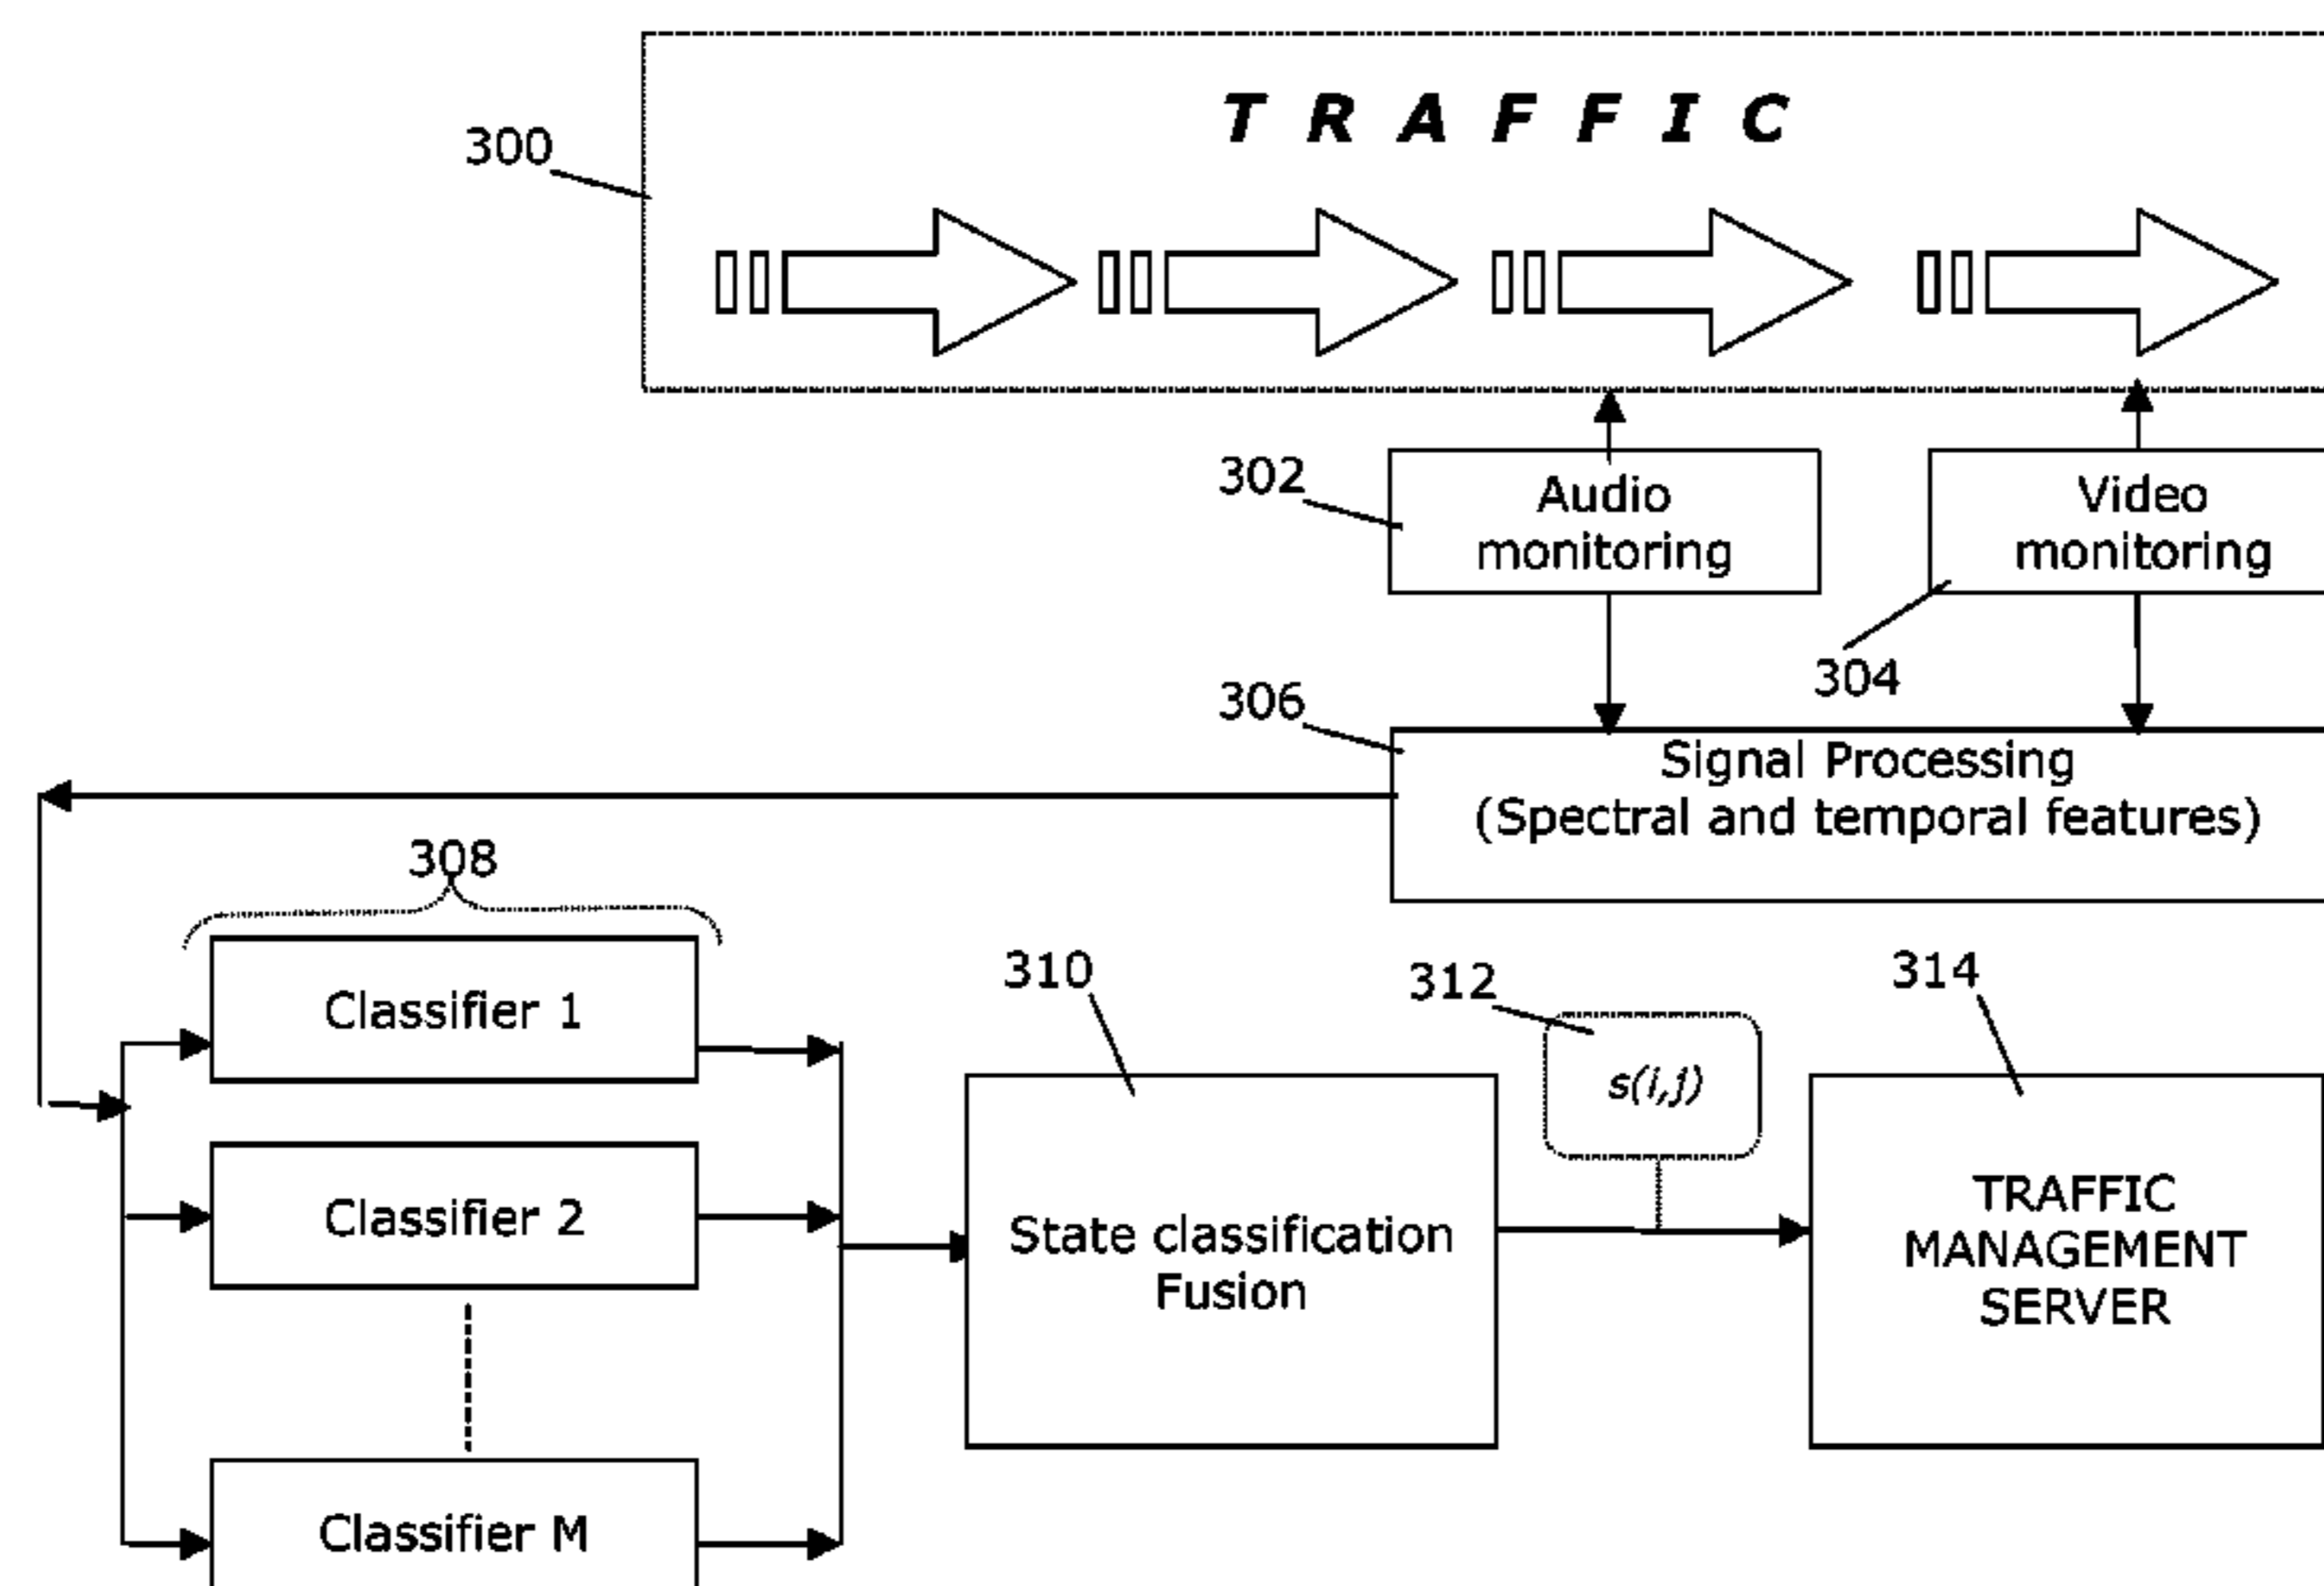 T R A F F I C
300
302
Audio
monitoring
Video
monitoring
304
306
Signal Processing
(Spectral and temporal features)
308
Classifier 1
310
312
314
s(i,j)
Classifier 2
State classification
Fusion
TRAFFIC
MANAGEMENT
SERVER
Classifier M